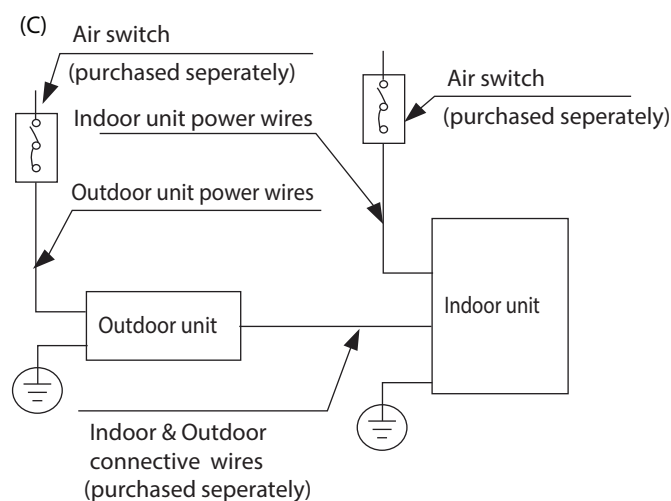 (C)
Air switch
(purchased seperately)
Indoor unit power wires
Outdoor unit power wires
Air switch
(purchased seperately)
Outdoor unit
Indoor unit
Indoor & Outdoor
connective wires
(purchased seperately)